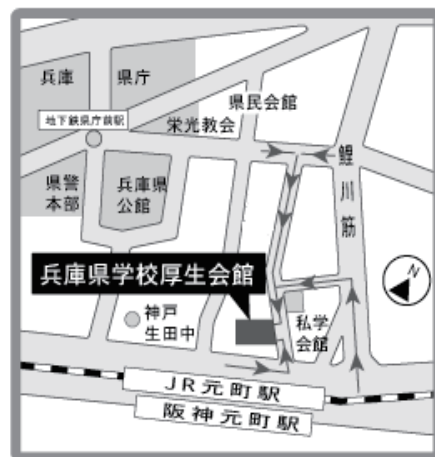 兵庫 県庁
県民会館
地下鉄県庁前駅
栄光教会
鯉川筋
県警
本部
兵庫県
公館
兵庫県学校厚生会館
N
神戸
生田中
私学
会館
JR元町駅
阪神元町駅